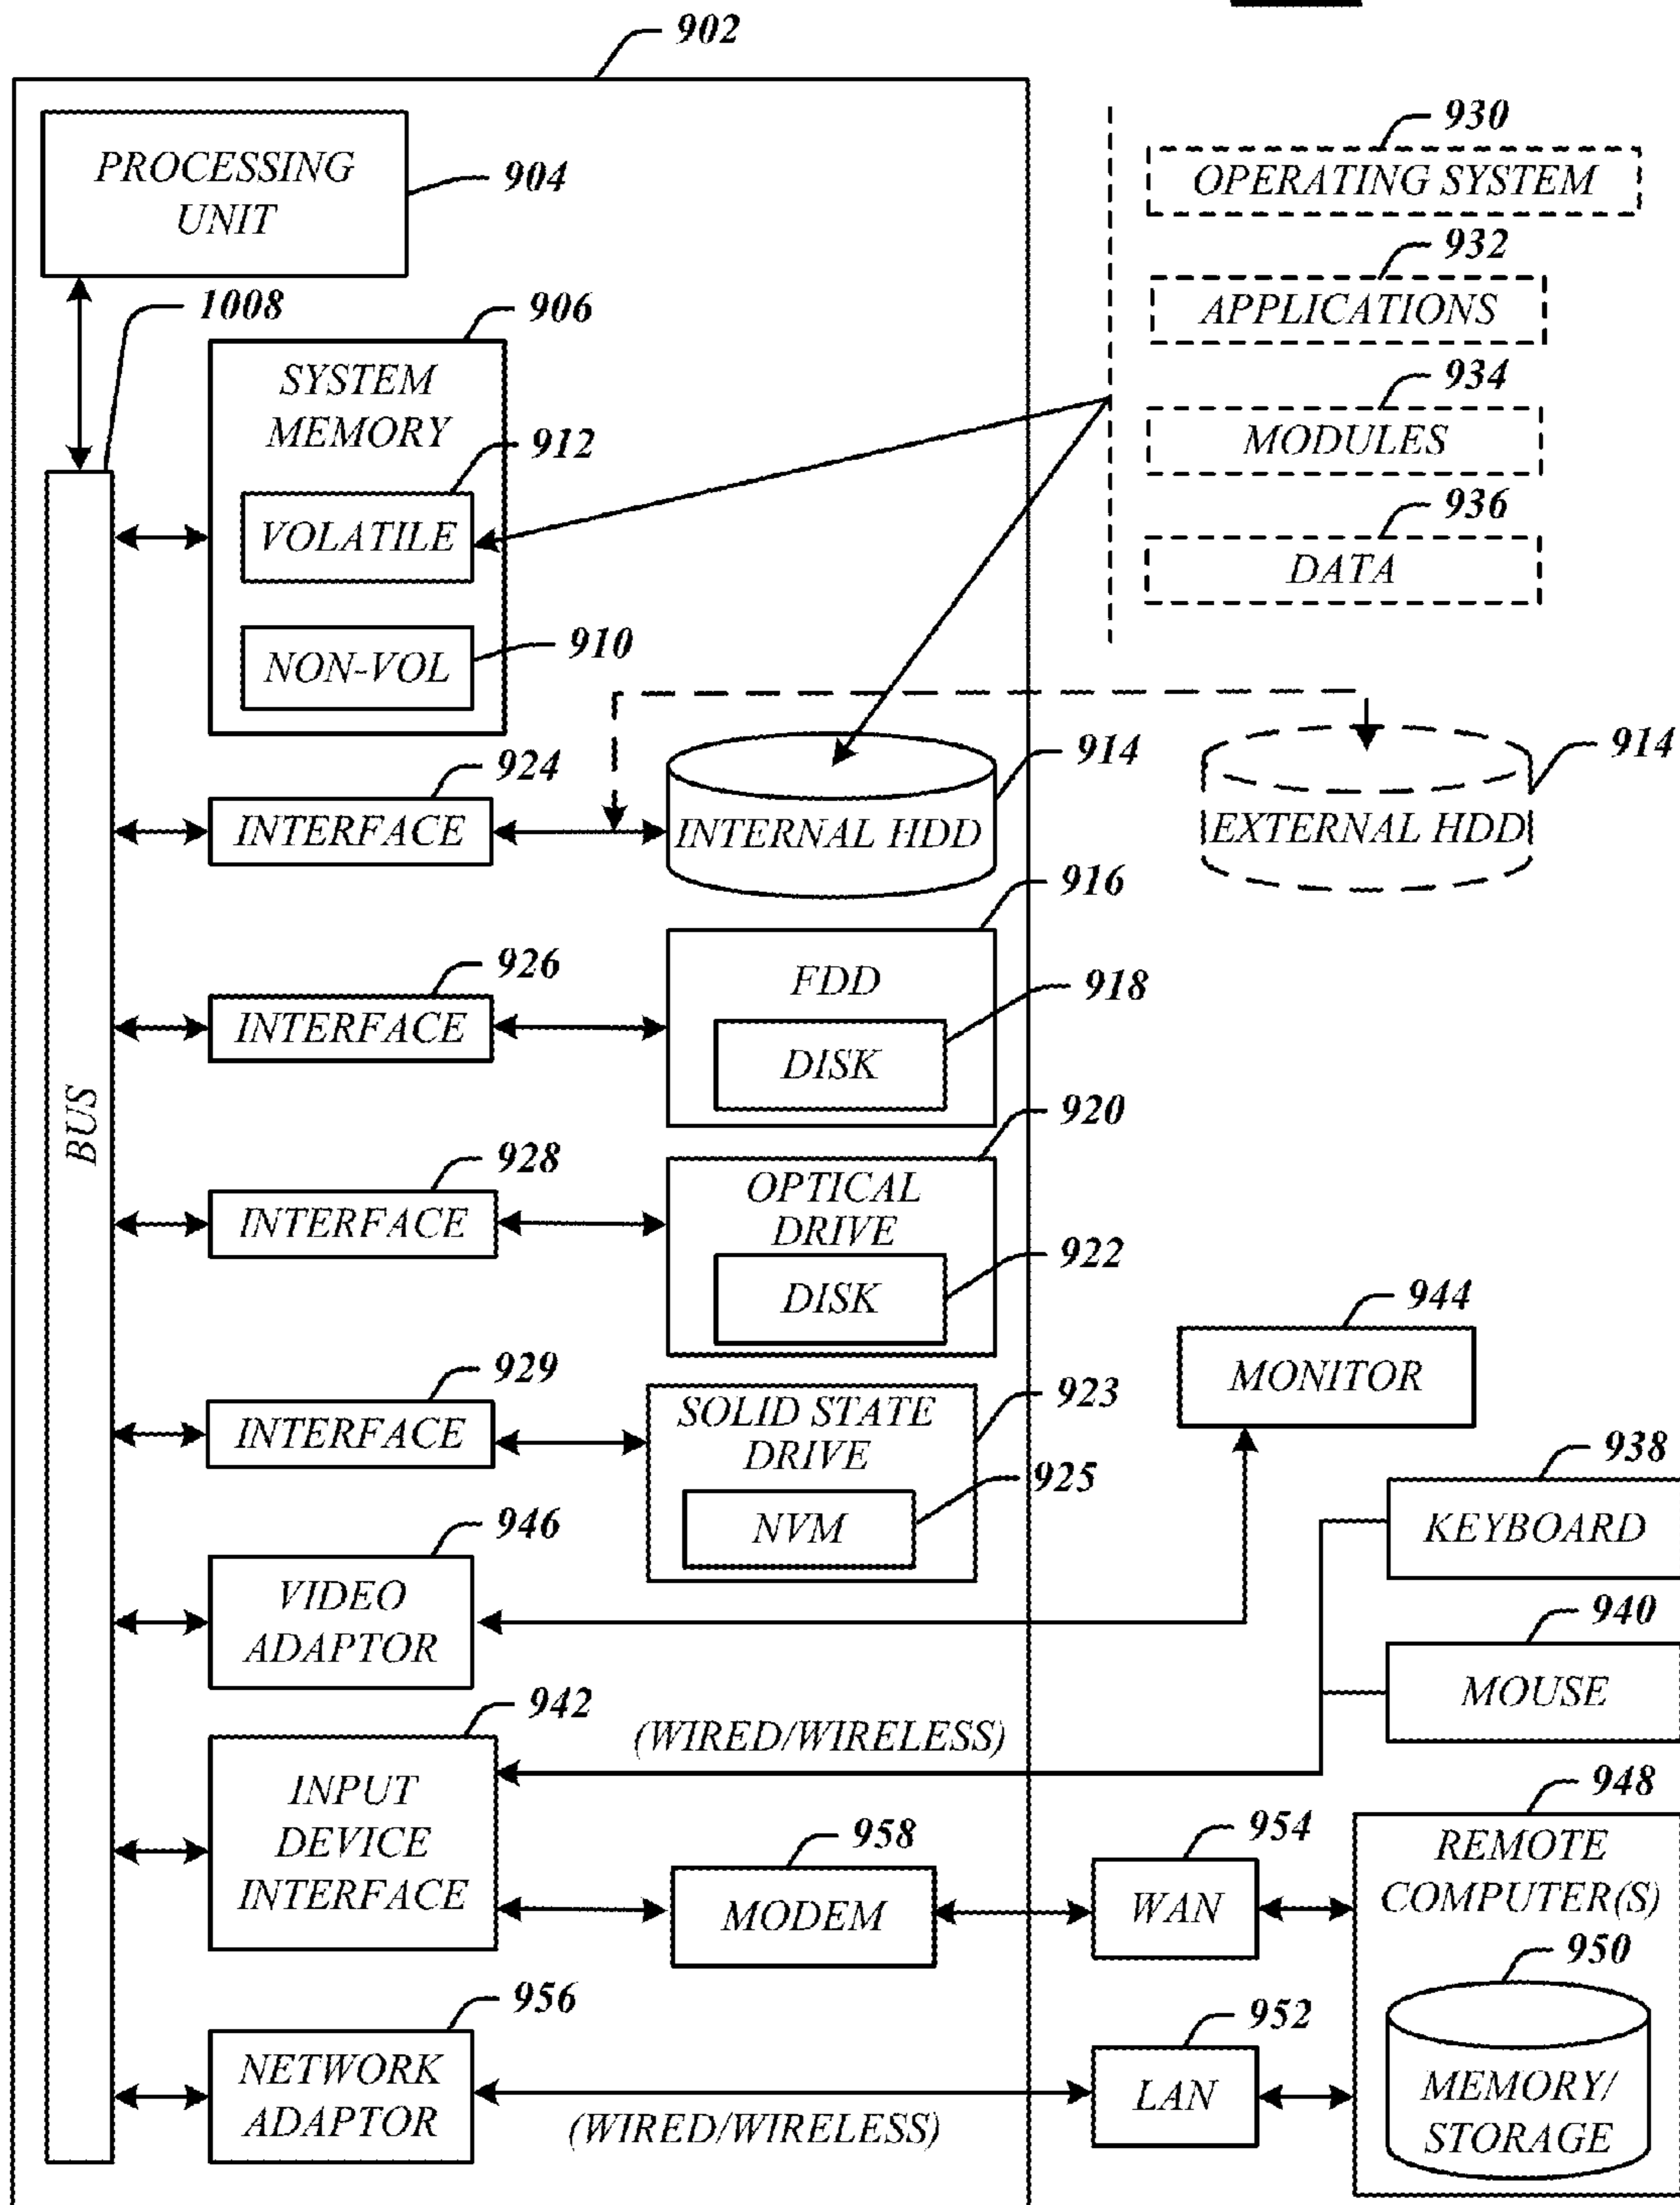 902
PROCESSING
UNIT
904
930
OPERATING SYSTEM
932
APPLICATIONS
934
MODULES
936
DATA
1008
906
SYSTEM
MEMORY
912
VOLATILE
910
NON-VOL
924
INTERFACE
914
INTERNAL HDD
914
EXTERNAL HDD
BUS
926
INTERFACE
916
FDD
918
DISK
928
INTERFACE
920
OPTICAL
DRIVE
922
DISK
929
INTERFACE
923
SOLID STATE
DRIVE
925
NVM
944
MONITOR
946
VIDEO
ADAPTOR
938
KEYBOARD
940
MOUSE
942
INPUT
DEVICE
INTERFACE
(WIRED/WIRELESS)
958
MODEM
954
WAN
948
REMOTE
COMPUTER(S)
950
MEMORY/
STORAGE
956
NETWORK
ADAPTOR
(WIRED/WIRELESS)
952
LAN